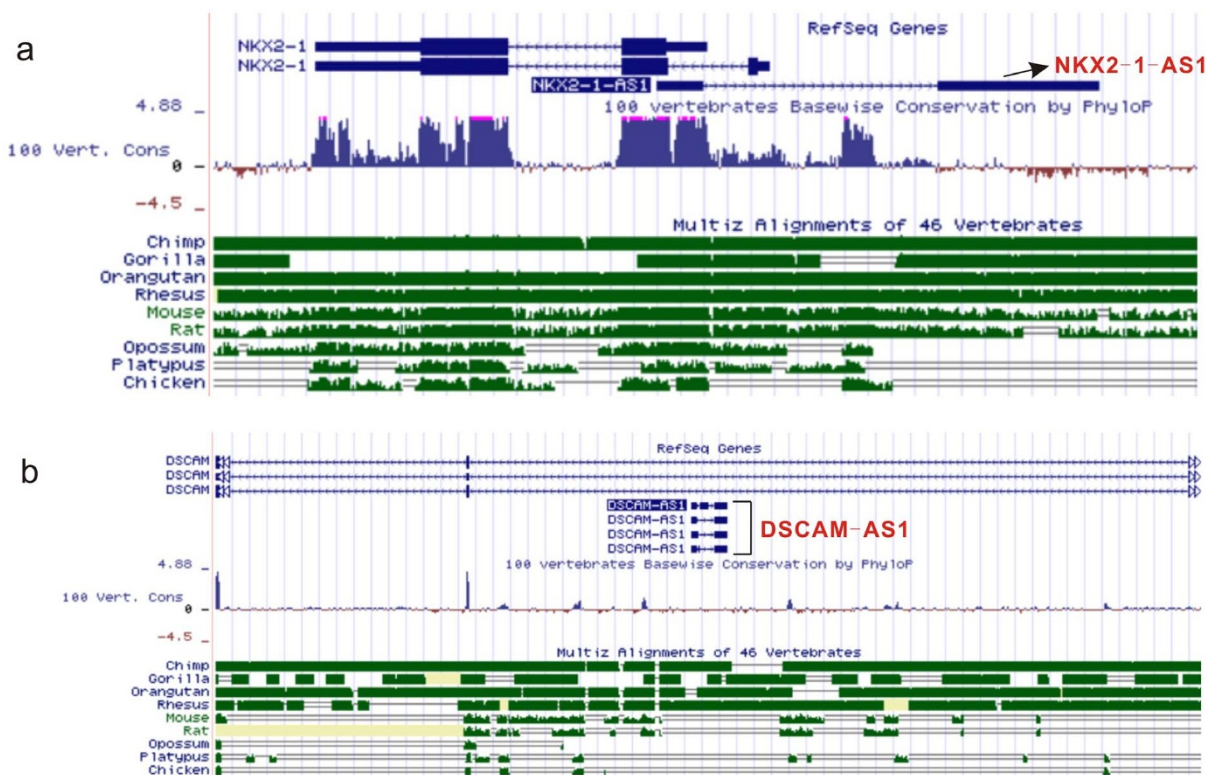 a
RefSeq Genes
NKX2-1
NKX2-1
NKX2-1-AS1
NKX2-1-AS1
4.88
100 vertebrates Basewise Conservation by PhyloP
100 Vert. Cons
0
-4.5
Multiz Alignments of 46 Vertebrates
Chimp
Gorilla
Orangutan
Rhesus
Mouse
Rat
Opossum
Platypus
Chicken
b
RefSeq Genes
DSCAM
DSCAM
DSCAM
DSCAM-AS1
DSCAM-AS1
DSCAM-AS1
DSCAM-AS1
DSCAM-AS1
4.88
100 vertebrates Basewise Conservation by PhyloP
100 Vert. Cons
0
-4.5
Multiz Alignments of 46 Vertebrates
Chimp
Gorilla
Orangutan
Rhesus
Mouse
Rat
Opossum
Platypus
Chicken